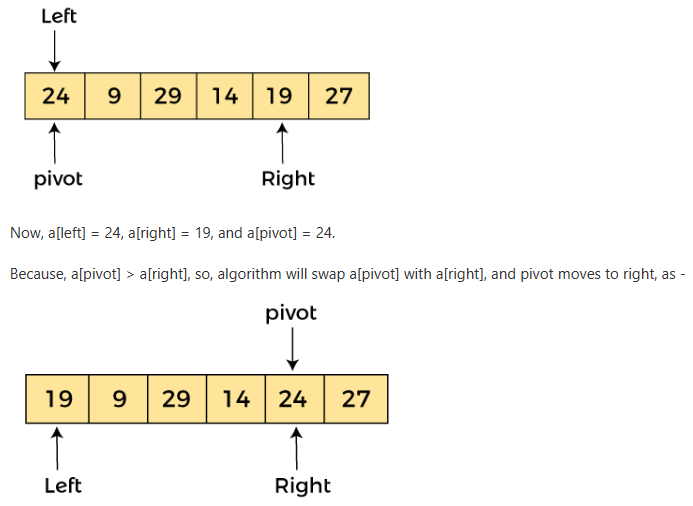 Left
24 9 29 14 19 27
pivot Right
Now, a[left] = 24, a[right] = 19, and a[pivot] = 24.
Because, a[pivot] > a[right], so, algorithm will swap a[pivot] with a[right], and pivot moves to right, as -
pivot
19 9 29 14 24 27
Left Right